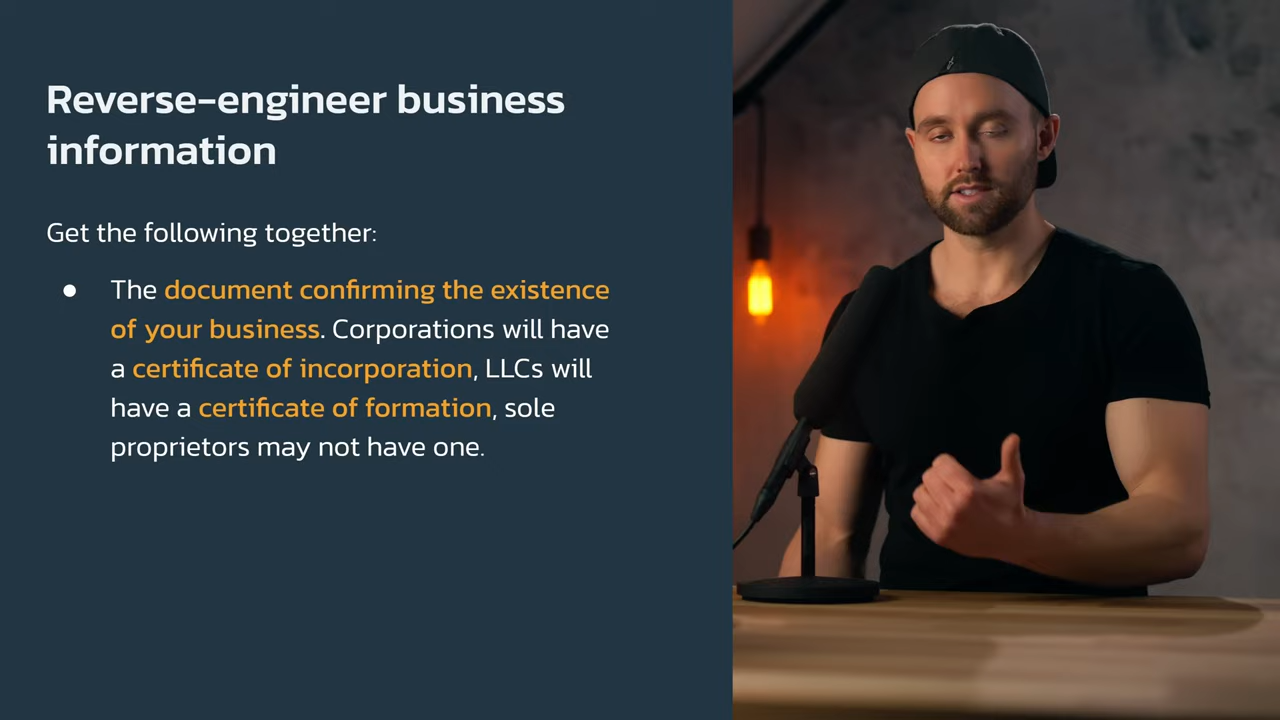 Reverse-engineer business
information
Get the following together:
● The document confirming the existence
of your business. Corporations will have
a certificate of incorporation, LLCs will
have a certificate of formation, sole
proprietors may not have one.